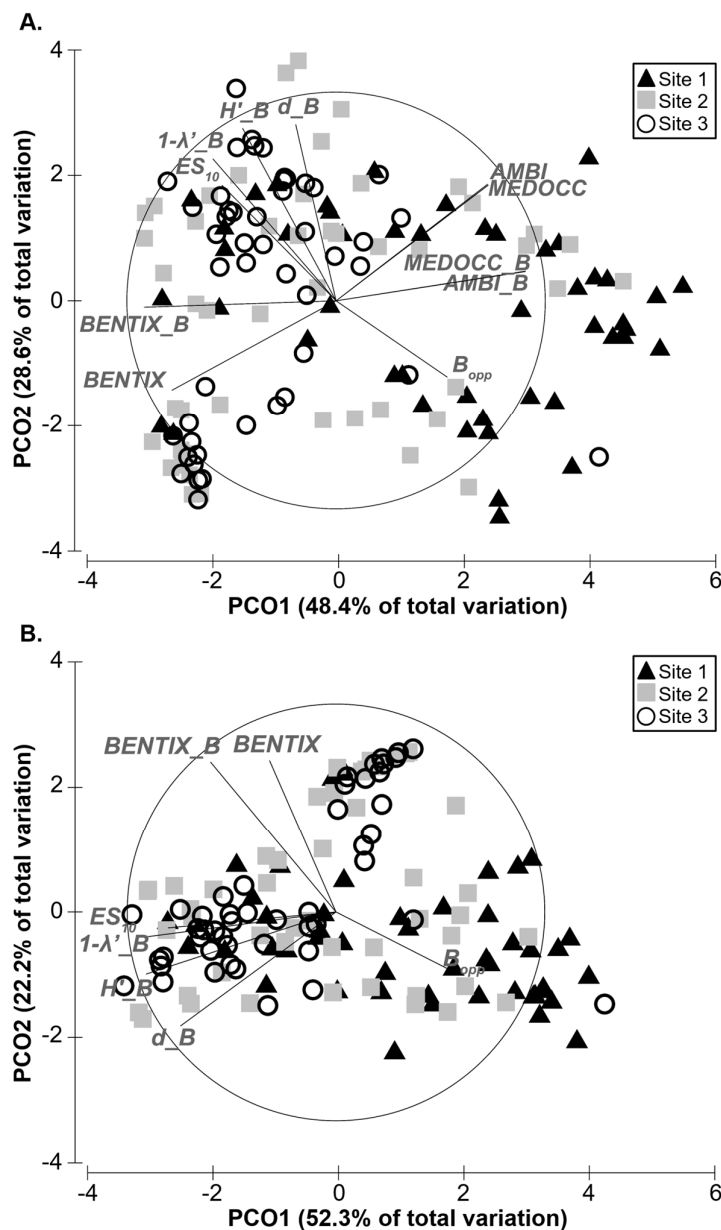 A.
4
2
0
-2
-4
PCO2 (28.6% of total variation)
-4
-2
0
2
4
6
PCO1 (48.4% of total variation)
Site 1
Site 2
Site 3
d_B
H'_B
1-λ'_B
ES10
AMBI
MEDOCC
MEDOCC_B
AMBI_B
BENTIX_B
BENTIX
Bopp
B.
4
2
0
-2
-4
PCO2 (22.2% of total variation)
-4
-2
0
2
4
6
PCO1 (52.3% of total variation)
Site 1
Site 2
Site 3
BENTIX_B BENTIX
ES10
1-λ'_B
H'_B
d_B
Bopp